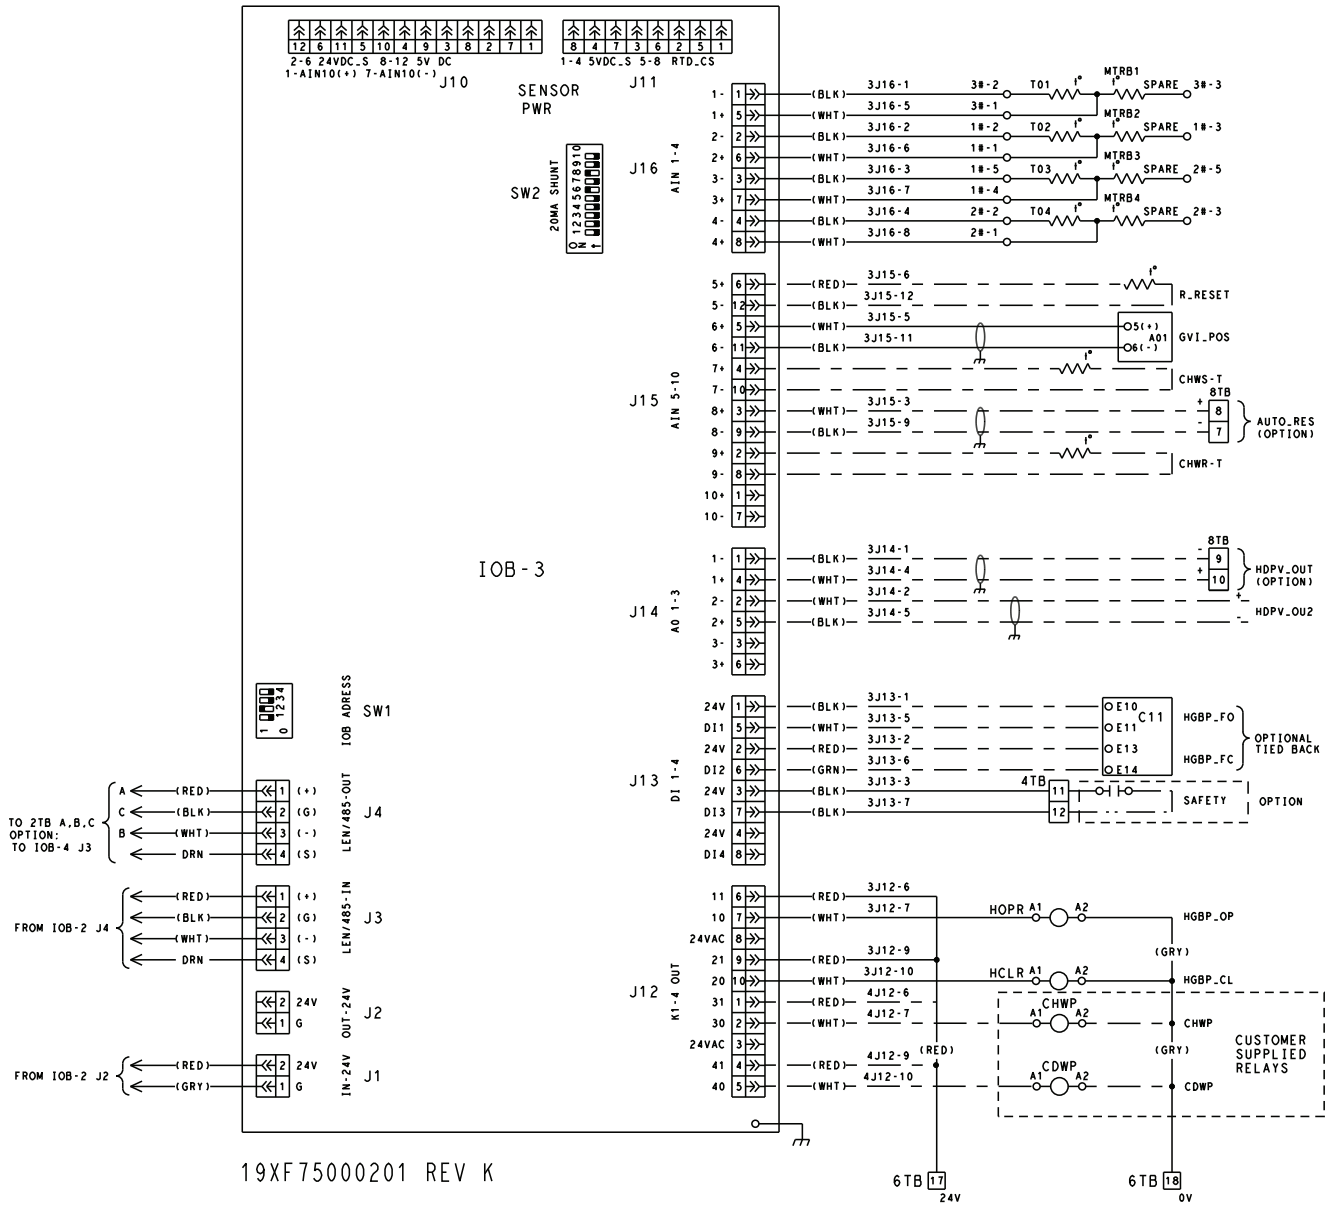 12 6 11 5 10 4 9 3 8 2 7 1
2-6 24VDC_S 8-12 5V DC
1-AIN10(+) 7-AIN10(-)
J10
8 4 7 3 6 2 5 1
1-4 5VDC_S 5-8 RTD_CS
J11
SENSOR
PWR
SW2
20MA SHUNT
1 2 3 4 5 6 7 8 9 10
ON
J16
AIN 1-4
1- 1 (BLK) 3J16-1 3#-2 T01 t° MTRB1 t° SPARE 3#-3
1+ 5 (WHT) 3J16-5 3#-1
2- 2 (BLK) 3J16-2 1#-2 T02 t° MTRB2 t° SPARE 1#-3
2+ 6 (WHT) 3J16-6 1#-1
3- 3 (BLK) 3J16-3 1#-5 T03 t° MTRB3 t° SPARE 2#-5
3+ 7 (WHT) 3J16-7 1#-4
4- 4 (BLK) 3J16-4 2#-2 T04 t° MTRB4 t° SPARE 2#-3
4+ 8 (WHT) 3J16-8 2#-1
J15
AIN 5-10
5+ 6 (RED) 3J15-6 t°
R_RESET
5- 12 (BLK) 3J15-12
6+ 5 (WHT) 3J15-5 5(+)
A01 GVI_POS
6- 11 (BLK) 3J15-11 6(-)
7+ 4 t°
CHWS-T
7- 10
8TB
8+ 3 (WHT) 3J15-3 + 8
AUTO_RES
(OPTION)
8- 9 (BLK) 3J15-9 - 7
9+ 2 t°
CHWR-T
9- 8
10+ 1
10- 7
IOB-3
J14
AO 1-3
8TB
1- 1 (BLK) 3J14-1 - 9
HDPV_OUT
(OPTION)
1+ 4 (WHT) 3J14-4 + 10
2- 2 (WHT) 3J14-2 +
HDPV_OU2
2+ 5 (BLK) 3J14-5 -
3- 3
3+ 6
SW1
IOB ADRESS
1 2 3 4
1 0
J13
DI 1-4
24V 1 (BLK) 3J13-1 E10
C11 HGBP_FO
DI1 5 (WHT) 3J13-5 E11
OPTIONAL
TIED BACK
24V 2 (RED) 3J13-2 E13
HGBP_FC
DI2 6 (GRN) 3J13-6 E14
24V 3 (BLK) 3J13-3 4TB 11
SAFETY OPTION
DI3 7 (BLK) 3J13-7 12
24V 4
DI4 8
TO 2TB A,B,C
OPTION:
TO IOB-4 J3
A (RED) 1 (+)
C (BLK) 2 (G)
B (WHT) 3 (-)
DRN 4 (S)
LEN/485-OUT
J4
FROM IOB-2 J4
(RED) 1 (+)
(BLK) 2 (G)
(WHT) 3 (-)
DRN 4 (S)
LEN/485-IN
J3
2 24V
1 G
OUT-24V
J2
FROM IOB-2 J2
(RED) 2 24V
(GRY) 1 G
IN-24V
J1
J12
K1-4 OUT
11 6 (RED) 3J12-6
10 7 (WHT) 3J12-7 HOPR A1 A2 HGBP_OP
24VAC 8
(GRY)
21 9 (RED) 3J12-9
20 10 (WHT) 3J12-10 HCLR A1 A2 HGBP_CL
31 1 (RED) 4J12-6
30 2 (WHT) 4J12-7 A1 CHWP A2 CHWP
24VAC 3
(RED) (GRY)
CUSTOMER
SUPPLIED
RELAYS
41 4 (RED) 4J12-9
40 5 (WHT) 4J12-10 A1 CDWP A2 CDWP
19XF75000201 REV K
6TB 17
24V
6TB 18
0V